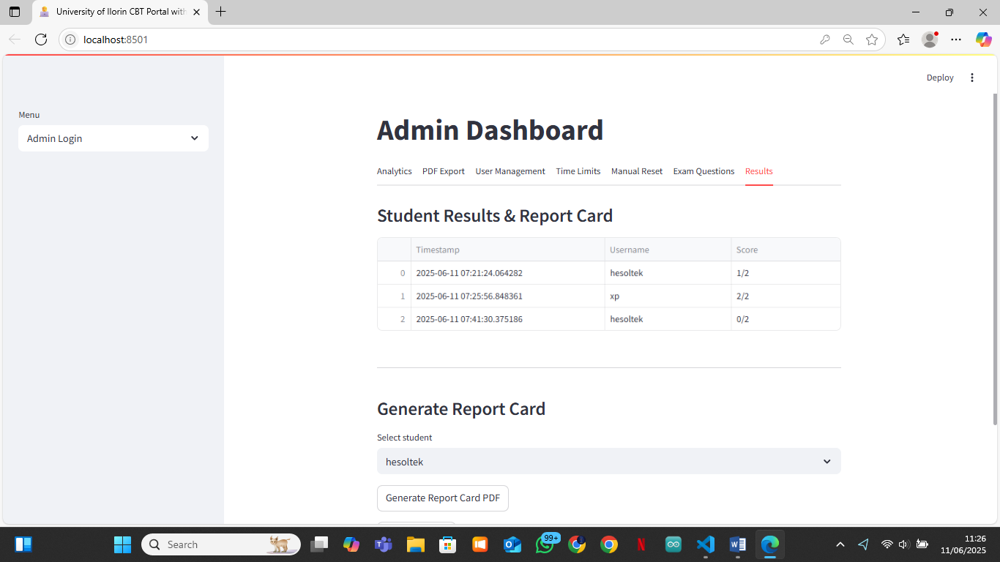 University of Ilorin CBT Portal with
localhost:8501
Deploy
Menu
Admin Login
Admin Dashboard
Analytics PDF Export User Management Time Limits Manual Reset Exam Questions Results
Student Results & Report Card
Timestamp Username Score
0 2025-06-11 07:21:24.064282 hesoltek 1/2
1 2025-06-11 07:25:56.848361 xp 2/2
2 2025-06-11 07:41:30.375186 hesoltek 0/2
Generate Report Card
Select student
hesoltek
Generate Report Card PDF
Search
99+
11:26
11/06/2025